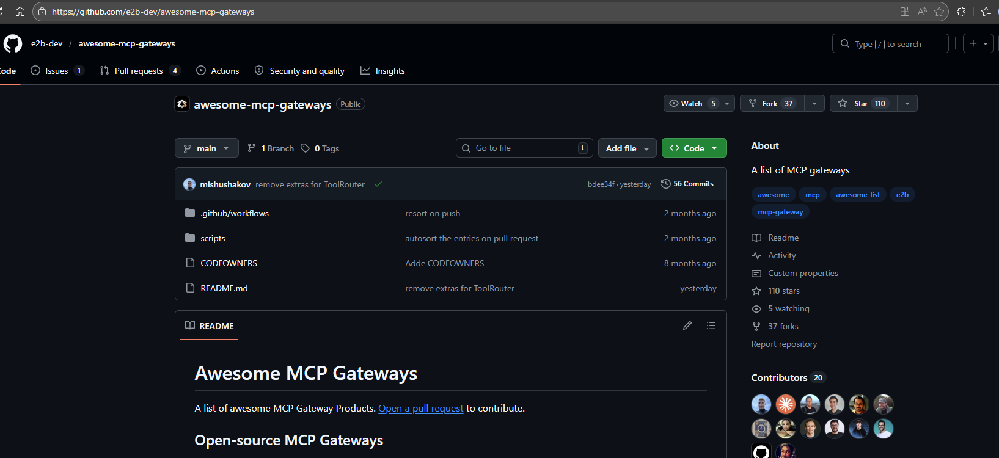 https://github.com/e2b-dev/awesome-mcp-gateways
e2b-dev / awesome-mcp-gateways
Type / to search
Code
Issues 1
Pull requests 4
Actions
Security and quality
Insights
awesome-mcp-gateways Public
Watch 5
Fork 37
Star 110
main
1 Branch
0 Tags
Go to file t
Add file
Code
mishushakov remove extras for ToolRouter
bdee34f · yesterday
56 Commits
.github/workflows resort on push 2 months ago
scripts autosort the entries on pull request 2 months ago
CODEOWNERS Adde CODEOWNERS 8 months ago
README.md remove extras for ToolRouter yesterday
README
Awesome MCP Gateways
A list of awesome MCP Gateway Products. Open a pull request to contribute.
Open-source MCP Gateways
About
A list of MCP gateways
awesome mcp awesome-list e2b
mcp-gateway
Readme
Activity
Custom properties
110 stars
5 watching
37 forks
Report repository
Contributors 20